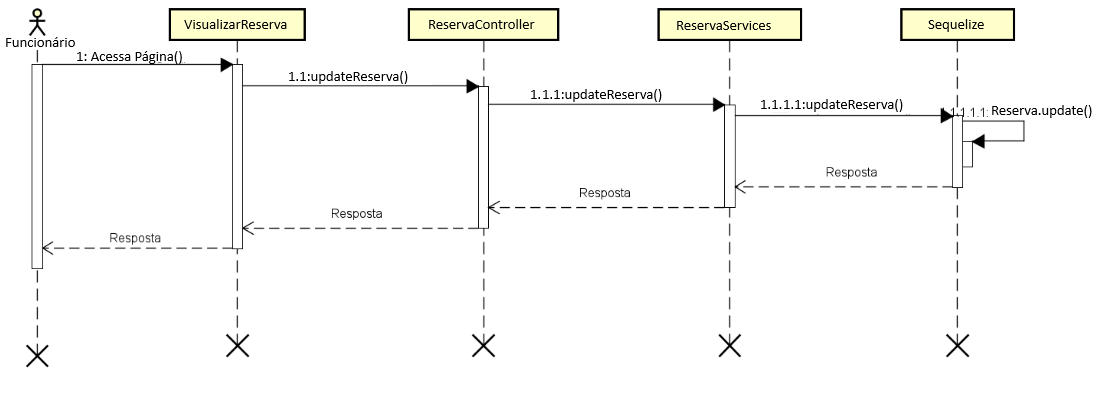 VisualizarReserva
ReservaController
ReservaServices
Sequelize
Funcionário
1: Acessa Página()
1.1:updateReserva()
1.1.1:updateReserva()
1.1.1.1:updateReserva()
1.1.1.1.1: Reserva.update()
Resposta
Resposta
Resposta
Resposta